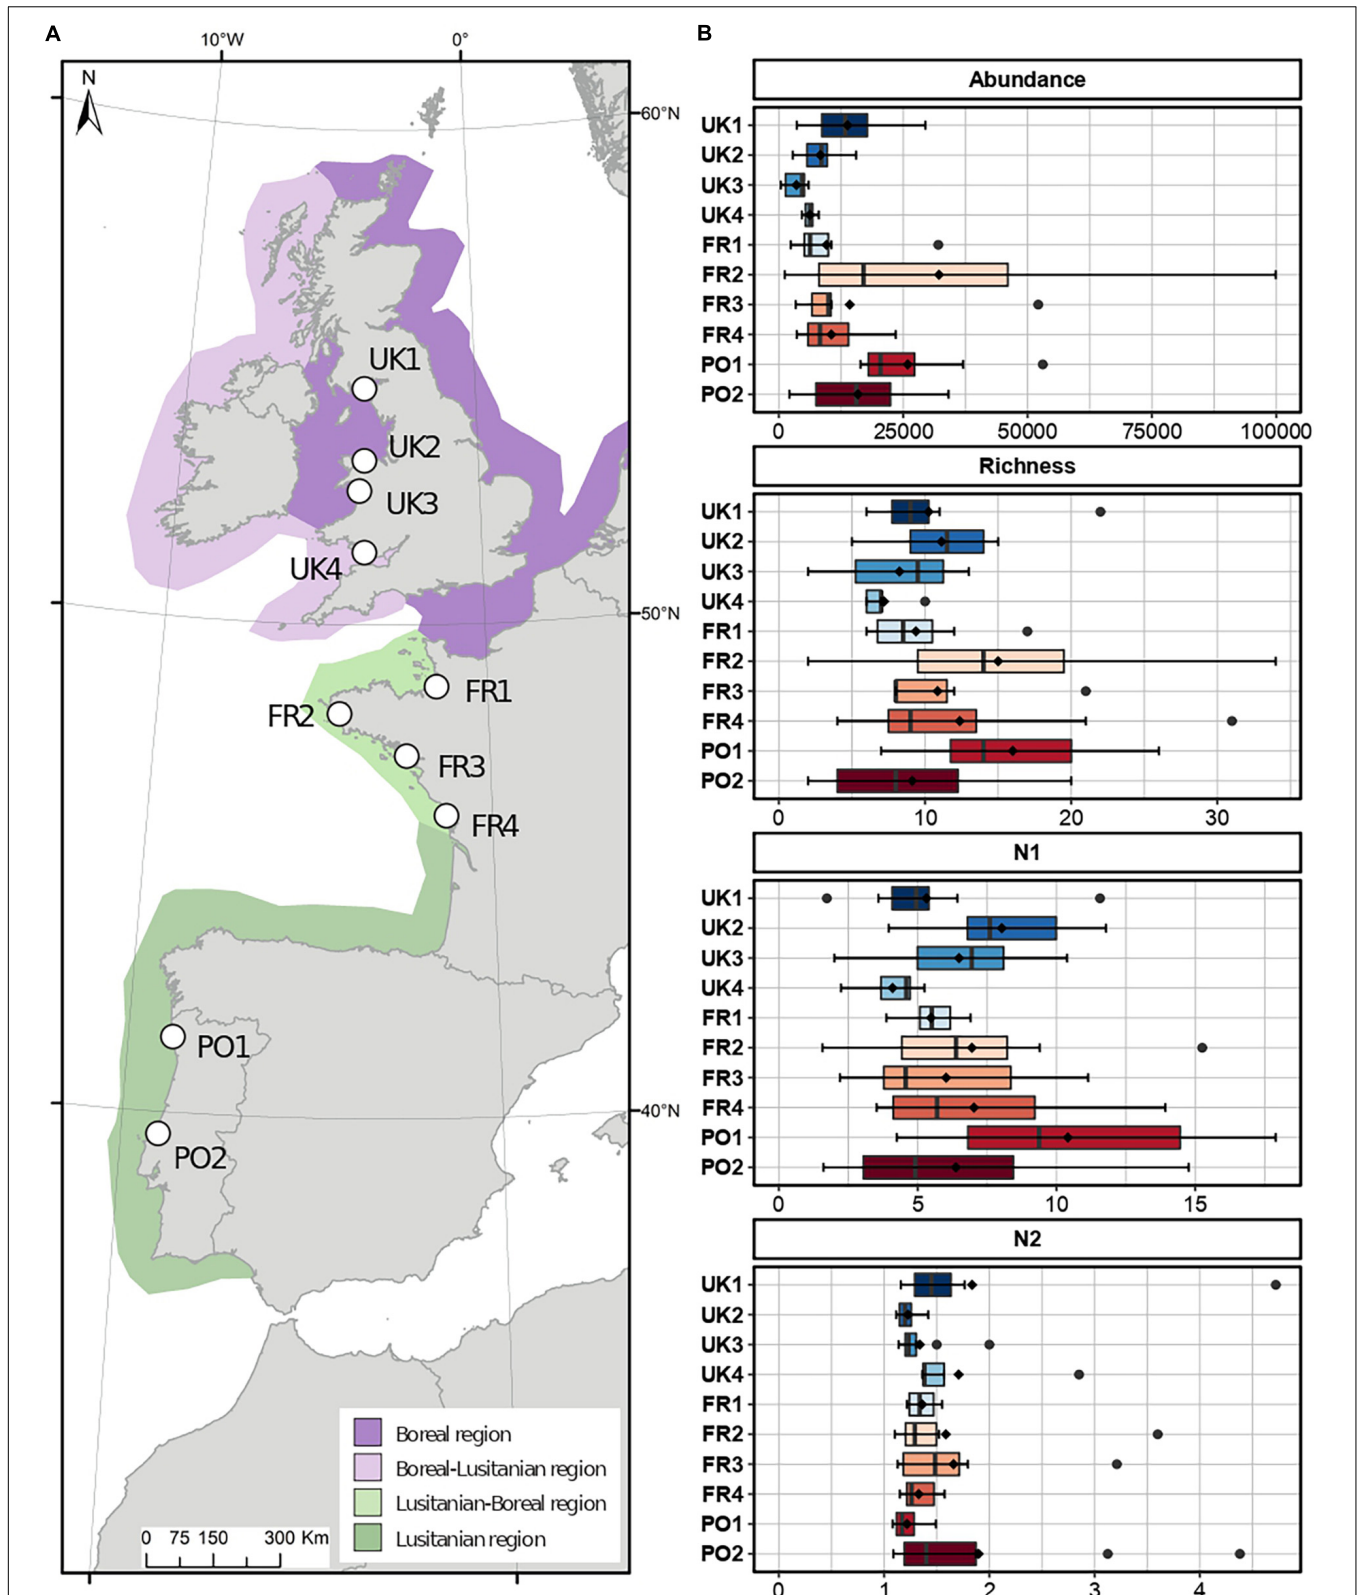 A
10°W
0°
N
60°N
50°N
40°N
UK1
UK2
UK3
UK4
FR1
FR2
FR3
FR4
PO1
PO2
Boreal region
Boreal-Lusitanian region
Lusitanian-Boreal region
Lusitanian region
0 75 150 300 Km
B
Abundance
UK1
UK2
UK3
UK4
FR1
FR2
FR3
FR4
PO1
PO2
0 25000 50000 75000 100000
Richness
UK1
UK2
UK3
UK4
FR1
FR2
FR3
FR4
PO1
PO2
0 10 20 30
N1
UK1
UK2
UK3
UK4
FR1
FR2
FR3
FR4
PO1
PO2
0 5 10 15
N2
UK1
UK2
UK3
UK4
FR1
FR2
FR3
FR4
PO1
PO2
0 1 2 3 4